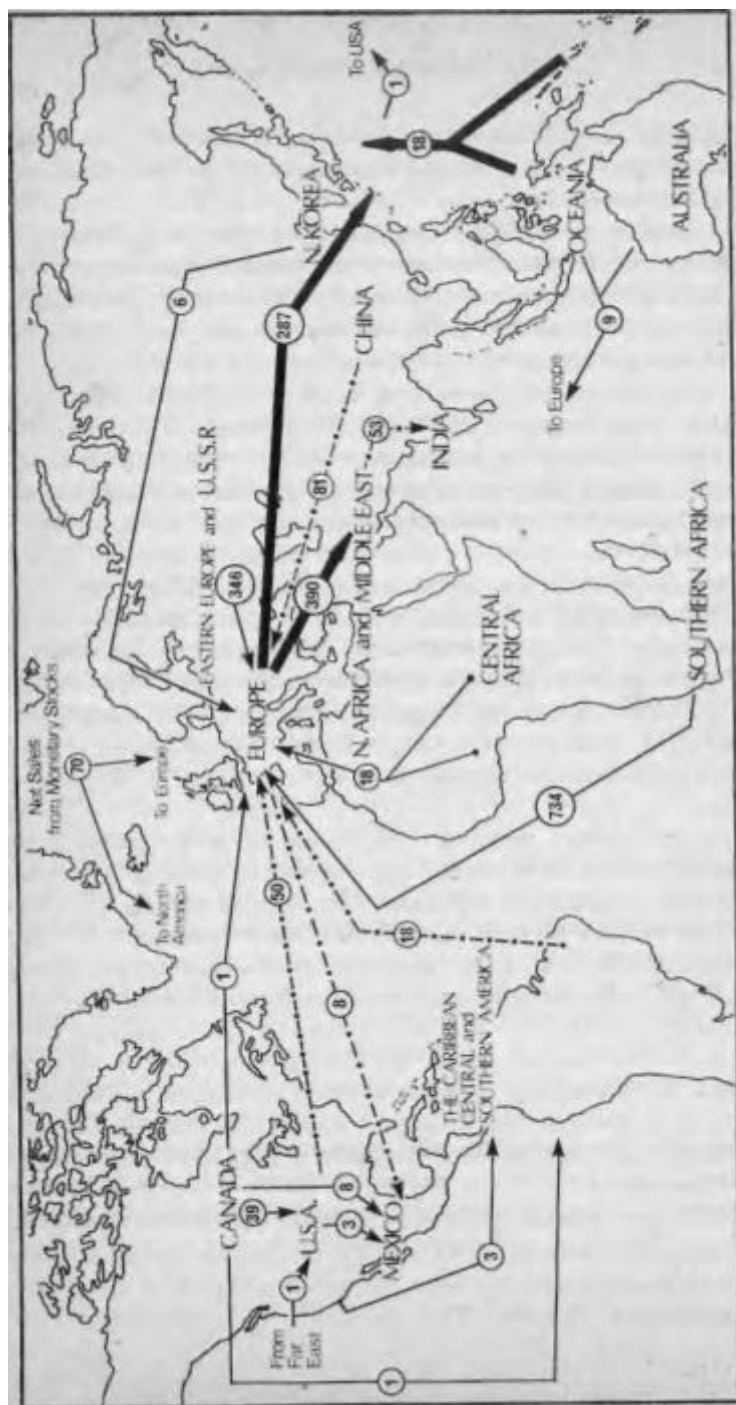 Net Sales
from Monetary Stocks
70
To North
America
To Europe
CANADA
29
8
U.S.A.
3
1
From
Far
East
MEXICO
3
1
1
50
8
18
THE CARIBBEAN
CENTRAL and
SOUTHERN AMERICA
EUROPE
EASTERN EUROPE and U.S.S.R.
346
6
287
N. KOREA
81
CHINA
390
N. AFRICA and MIDDLE EAST
53
INDIA
18
CENTRAL
AFRICA
734
SOUTHERN AFRICA
To USA
1
18
OCEANIA
AUSTRALIA
9
To Europe